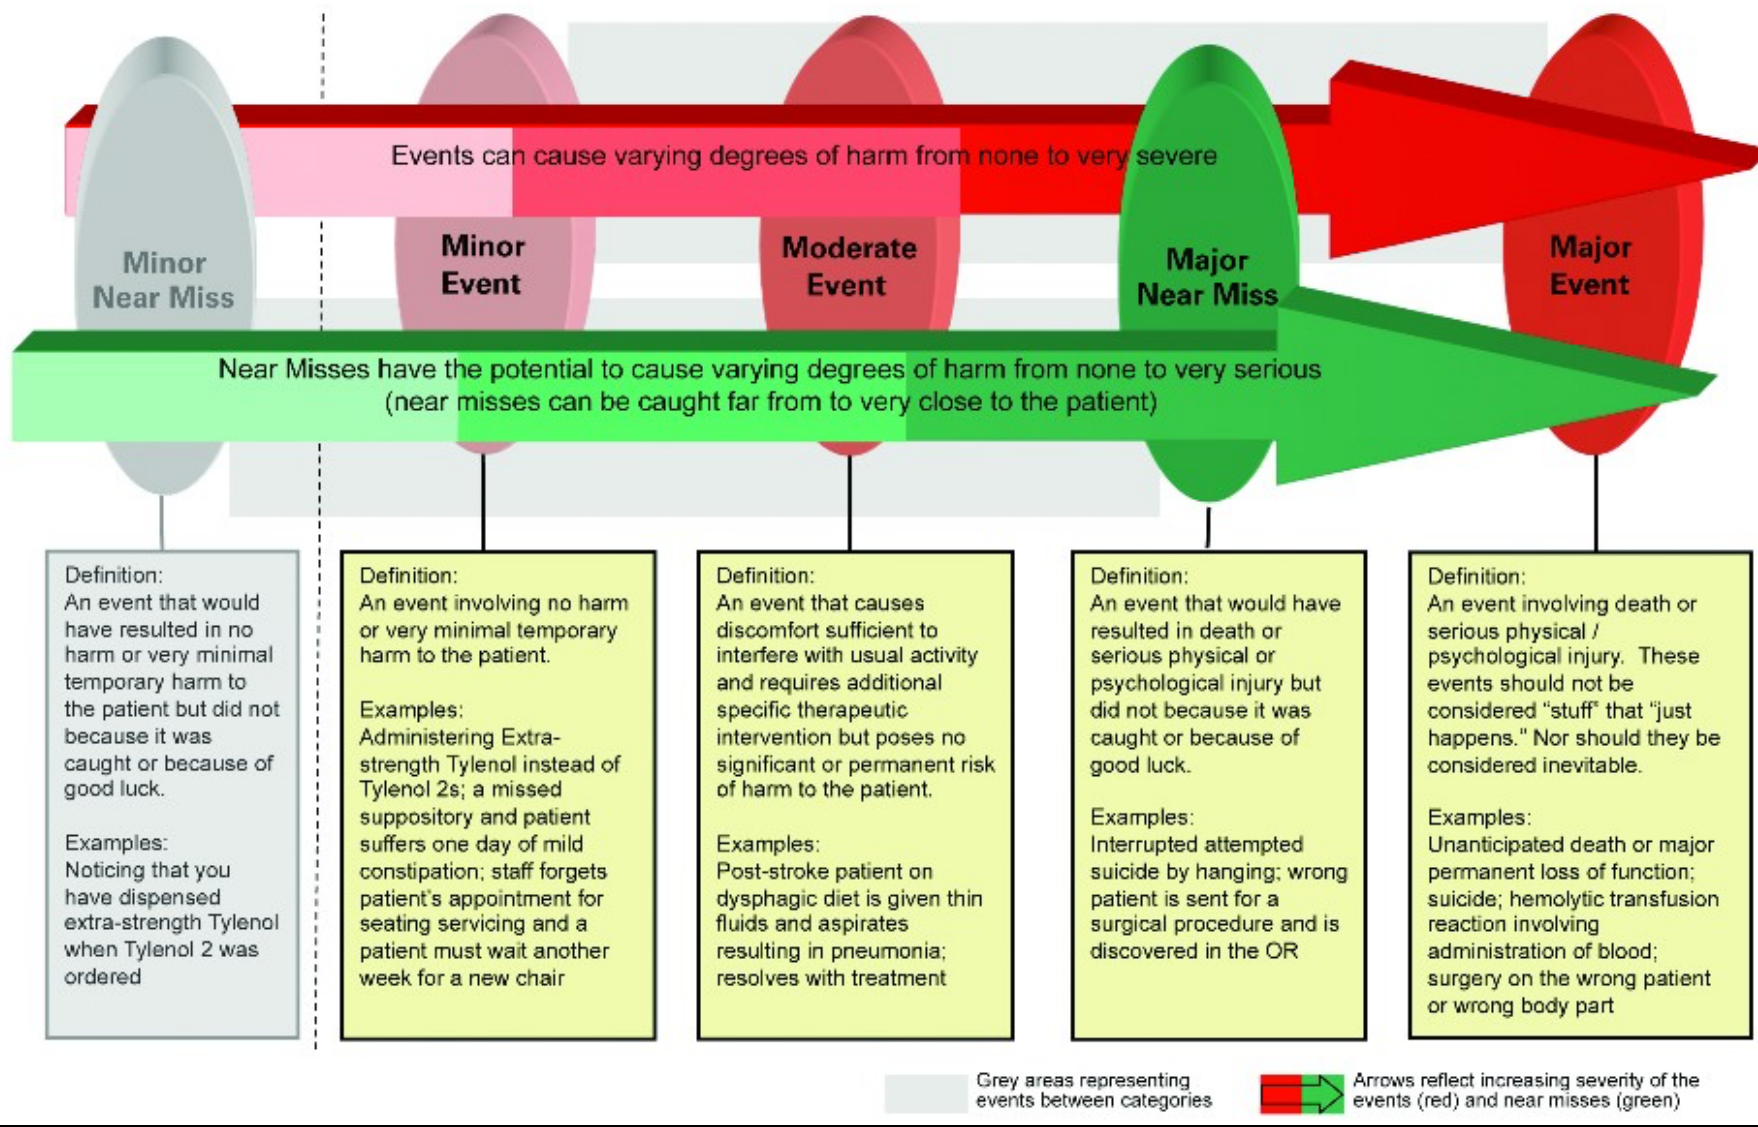 Events can cause varying degrees of harm from none to very severe
Minor
Near Miss
Minor
Event
Moderate
Event
Major
Near Miss
Major
Event
Near Misses have the potential to cause varying degrees of harm from none to very serious
(near misses can be caught far from to very close to the patient)
Definition:
An event that would
have resulted in no
harm or very minimal
temporary harm to
the patient but did not
because it was
caught or because of
good luck.
Examples:
Noticing that you
have dispensed
extra-strength Tylenol
when Tylenol 2 was
ordered
Definition:
An event involving no harm
or very minimal temporary
harm to the patient.
Examples:
Administering Extra-
strength Tylenol instead of
Tylenol 2s; a missed
suppository and patient
suffers one day of mild
constipation; staff forgets
patient's appointment for
seating servicing and a
patient must wait another
week for a new chair
Definition:
An event that causes
discomfort sufficient to
interfere with usual activity
and requires additional
specific therapeutic
intervention but poses no
significant or permanent risk
of harm to the patient.
Examples:
Post-stroke patient on
dysphagic diet is given thin
fluids and aspirates
resulting in pneumonia;
resolves with treatment
Definition:
An event that would have
resulted in death or
serious physical or
psychological injury but
did not because it was
caught or because of
good luck.
Examples:
Interrupted attempted
suicide by hanging; wrong
patient is sent for a
surgical procedure and is
discovered in the OR
Definition:
An event involving death or
serious physical /
psychological injury.  These
events should not be
considered “stuff” that “just
happens.” Nor should they be
considered inevitable.
Examples:
Unanticipated death or major
permanent loss of function;
suicide; hemolytic transfusion
reaction involving
administration of blood;
surgery on the wrong patient
or wrong body part
Grey areas representing
events between categories
Arrows reflect increasing severity of the
events (red) and near misses (green)